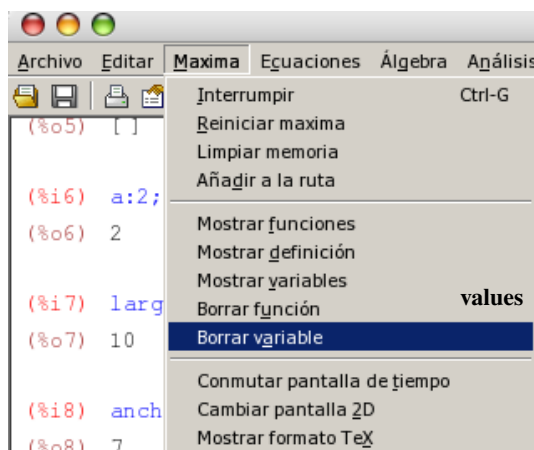 Archivo Editar Maxima Ecuaciones Álgebra Análisis
Interrumpir Ctrl-G
Reiniciar maxima
Limpiar memoria
Añadir a la ruta
Mostrar funciones
Mostrar definición
Mostrar variables
Borrar función
values
Borrar variable
Conmutar pantalla de tiempo
Cambiar pantalla 2D
Mostrar formato TeX
(%o5) []
(%i6) a:2;
(%o6) 2
(%i7) larg
(%o7) 10
(%i8) anch
(%o8) 7